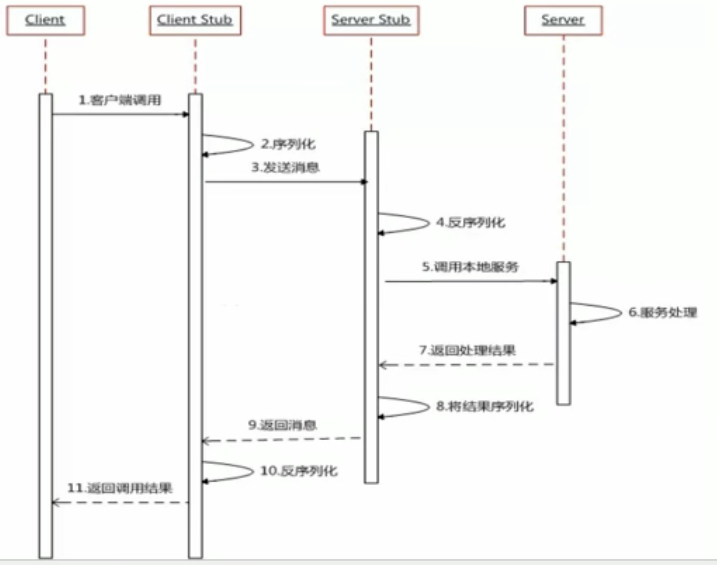 Client
Client Stub
Server Stub
Server
1.客户端调用
2.序列化
3.发送消息
4.反序列化
5.调用本地服务
6.服务处理
7.返回处理结果
8.将结果序列化
9.返回消息
10.反序列化
11.返回调用结果